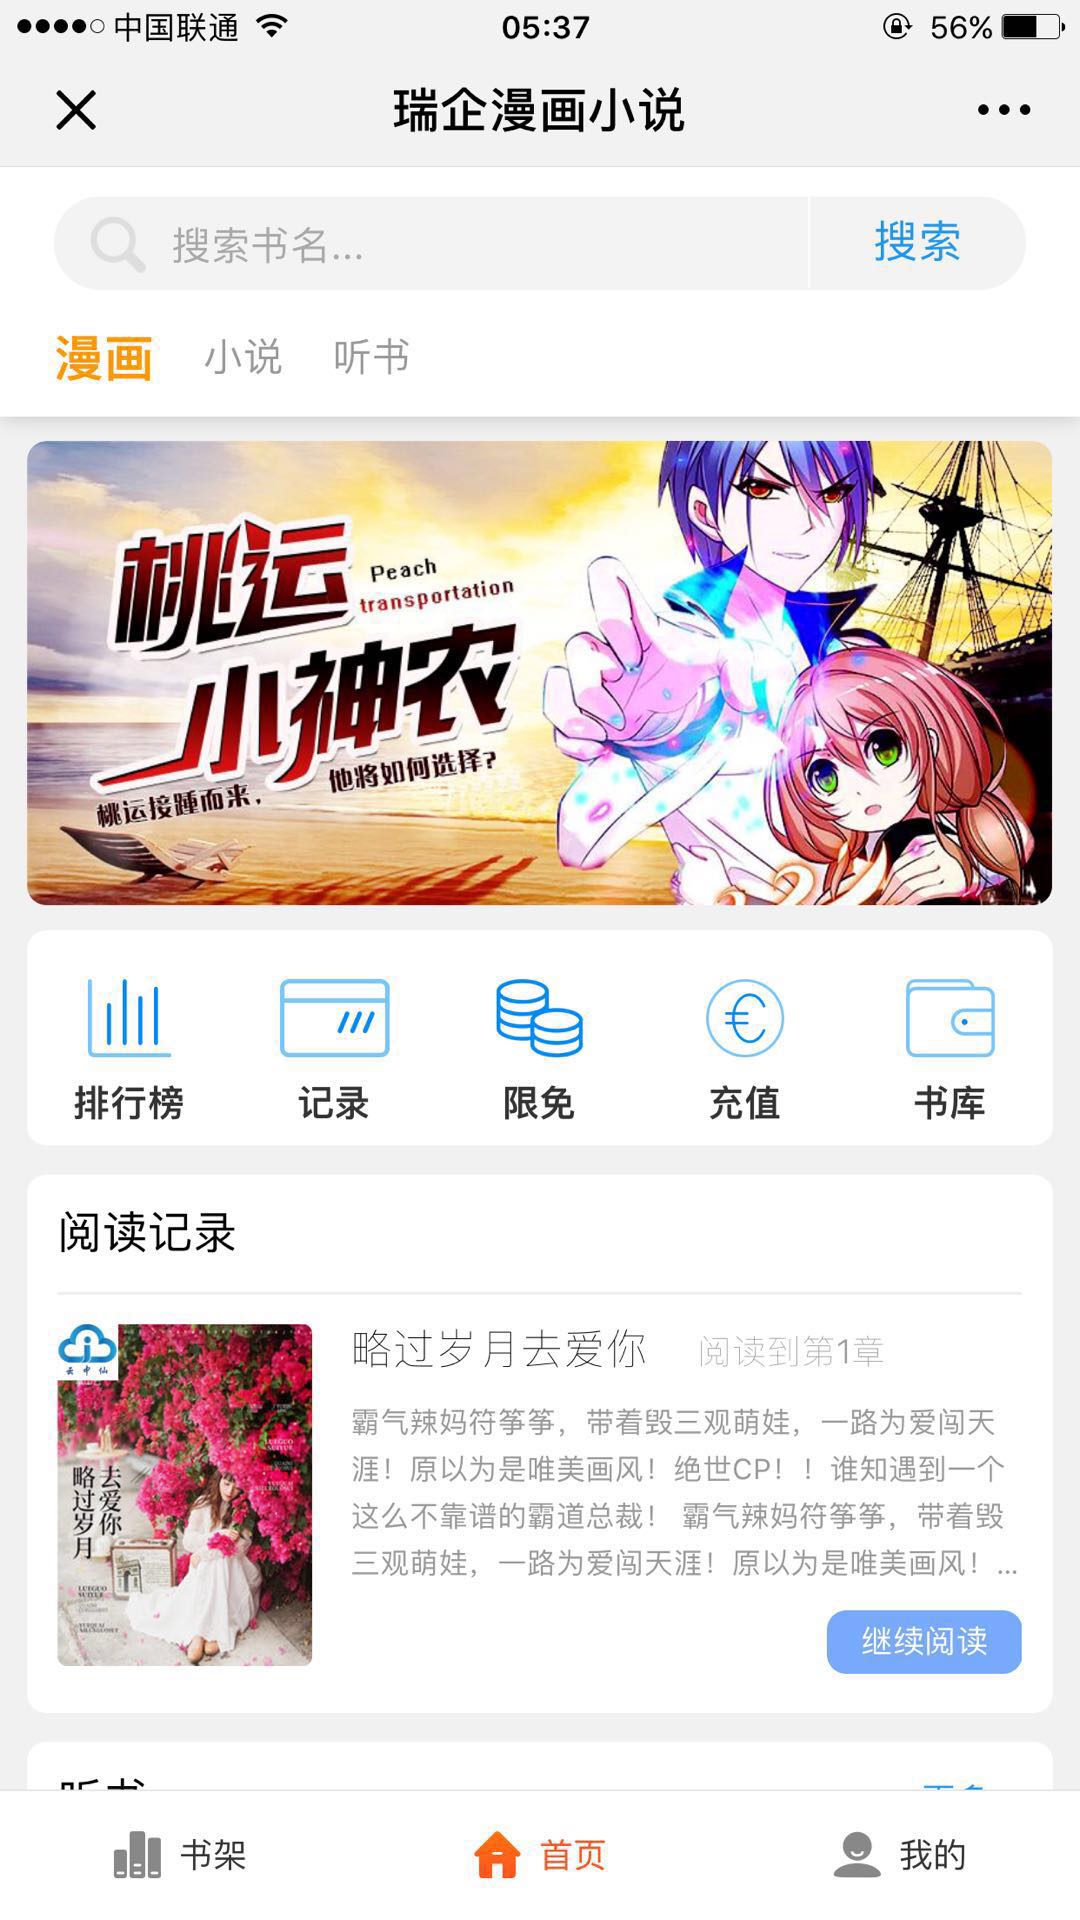 中国联通
05:37
56%
瑞企漫画小说
搜索书名...
搜索
漫画
小说
听书
桃运
Peach
transportation
小神农
桃运接踵而来，
他将如何选择?
排行榜
记录
限免
充值
书库
阅读记录
云中仙
去爱你
略过岁月
LUEGUO
SUIYUE
略过岁月去爱你
阅读到第1章
霸气辣妈符筝筝，带着毁三观萌娃，一路为爱闯天
涯！原以为是唯美画风！绝世CP！！谁知遇到一个
这么不靠谱的霸道总裁！ 霸气辣妈符筝筝，带着毁
三观萌娃，一路为爱闯天涯！原以为是唯美画风！...
继续阅读
听书
更多
书架
首页
我的